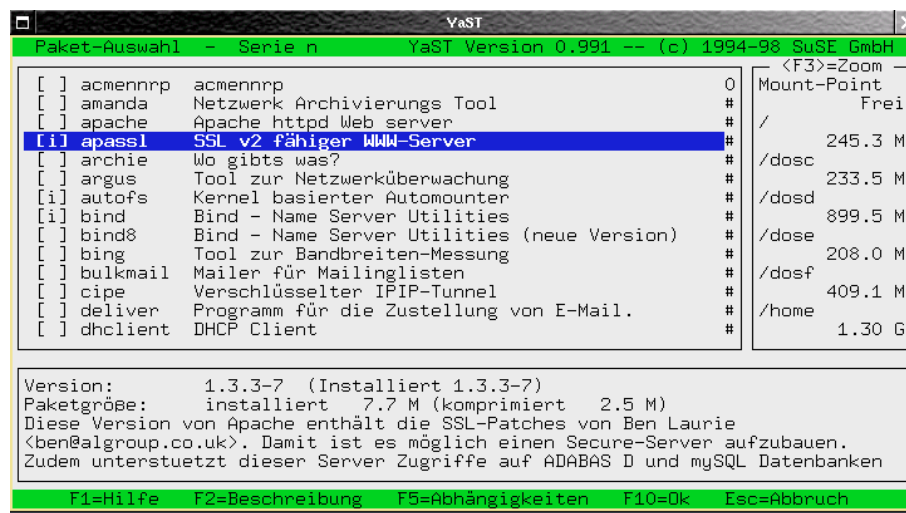 YaST
Paket-Auswahl - Serie n YaST Version 0.991 -- (c) 1994-98 SuSE GmbH
<F3>=Zoom
[ ] acmennrp acmennrp O
[ ] amanda Netzwerk Archivierungs Tool #
[ ] apache Apache httpd Web server #
[i] apassl SSL v2 fähiger WWW-Server #
[ ] archie Wo gibts was? #
[ ] argus Tool zur Netzwerküberwachung #
[i] autofs Kernel basierter Automounter #
[i] bind Bind - Name Server Utilities #
[ ] bind8 Bind - Name Server Utilities (neue Version) #
[ ] bing Tool zur Bandbreiten-Messung #
[ ] bulkmail Mailer für Mailinglisten #
[ ] cipe Verschlüsselter IPIP-Tunnel #
[ ] deliver Programm für die Zustellung von E-Mail. #
[ ] dhclient DHCP Client #
Mount-Point
Frei
/
245.3 M
/dosc
233.5 M
/dosd
899.5 M
/dose
208.0 M
/dosf
409.1 M
/home
1.30 G
Version: 1.3.3-7 (Installiert 1.3.3-7)
Paketgröße: installiert 7.7 M (komprimiert 2.5 M)
Diese Version von Apache enthält die SSL-Patches von Ben Laurie
<ben@algroup.co.uk>. Damit ist es möglich einen Secure-Server aufzubauen.
Zudem unterstuetzt dieser Server Zugriffe auf ADABAS D und mySQL Datenbanken
F1=Hilfe F2=Beschreibung F5=Abhängigkeiten F10=Ok Esc=Abbruch